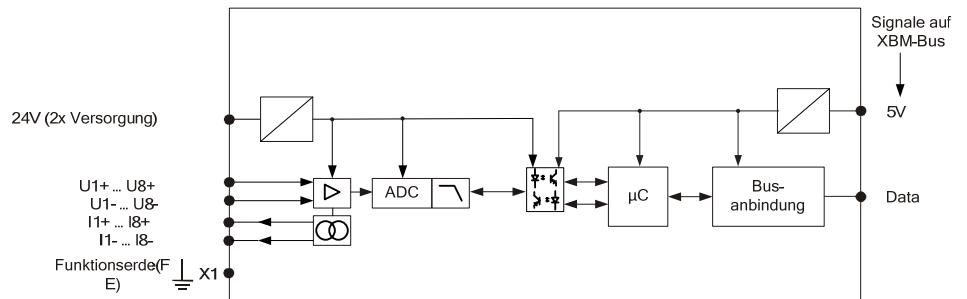 Signale auf
XBM-Bus
24V (2x Versorgung)
5V
U1+ ... U8+
U1- ... U8-
I1+ ... I8+
I1- ... I8-
ADC
µC
Bus-
anbindung
Data
Funktionserde(F
E)
X1